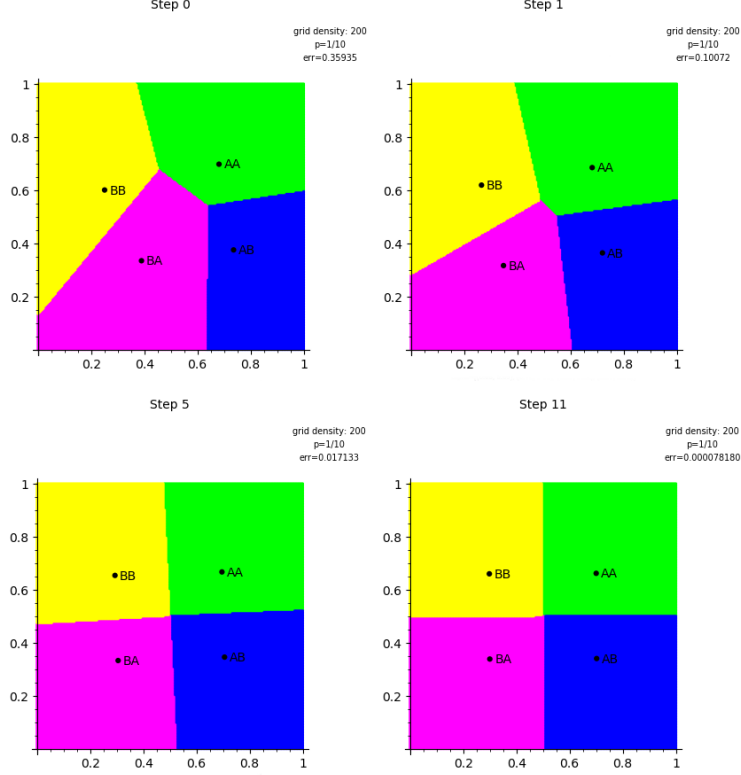 Step 0
grid density: 200
p=1/10
err=0.35935
1
0.8
0.6
0.4
0.2
0.2 0.4 0.6 0.8 1
BB
AA
BA
AB
Step 1
grid density: 200
p=1/10
err=0.10072
1
0.8
0.6
0.4
0.2
0.2 0.4 0.6 0.8 1
BB
AA
BA
AB
Step 5
grid density: 200
p=1/10
err=0.017133
1
0.8
0.6
0.4
0.2
0.2 0.4 0.6 0.8 1
BB
AA
BA
AB
Step 11
grid density: 200
p=1/10
err=0.000078180
1
0.8
0.6
0.4
0.2
0.2 0.4 0.6 0.8 1
BB
AA
BA
AB